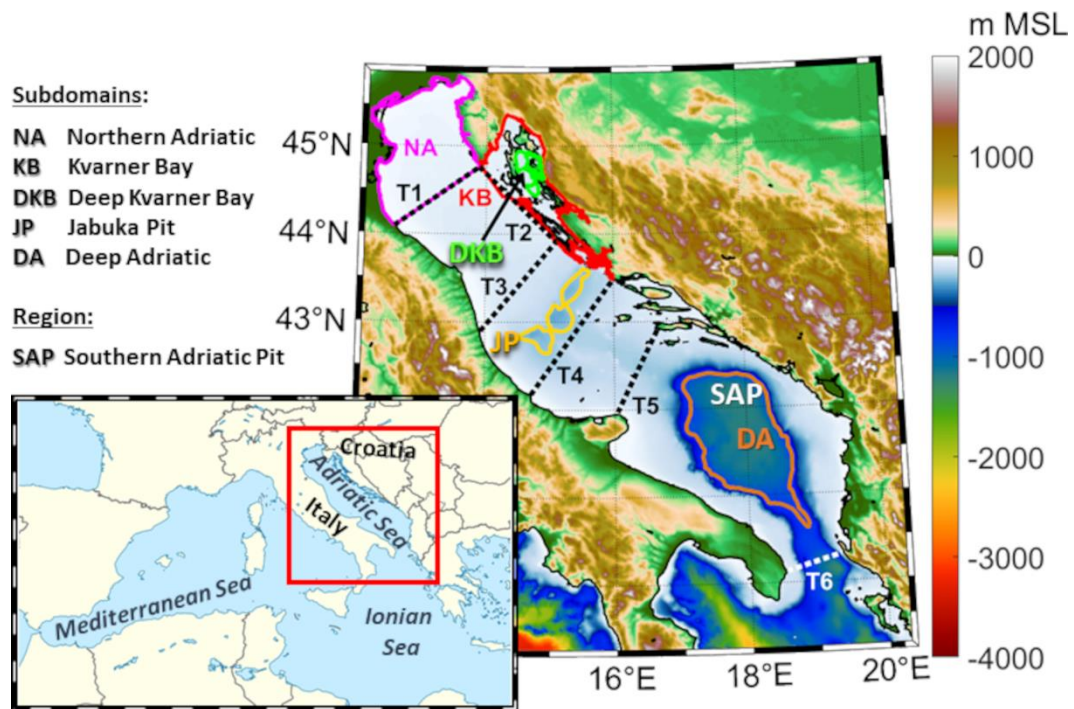 m MSL
2000
1000
0
-1000
-2000
-3000
-4000
Subdomains:
NA Northern Adriatic
KB Kvarner Bay
DKB Deep Kvarner Bay
JP Jabuka Pit
DA Deep Adriatic
Region:
SAP Southern Adriatic Pit
45°N
44°N
43°N
16°E
18°E
20°E
NA
T1
KB
T2
DKB
T3
JP
T4
T5
SAP
DA
T6
Croatia
Adriatic Sea
Italy
Mediterranean Sea
Ionian
Sea